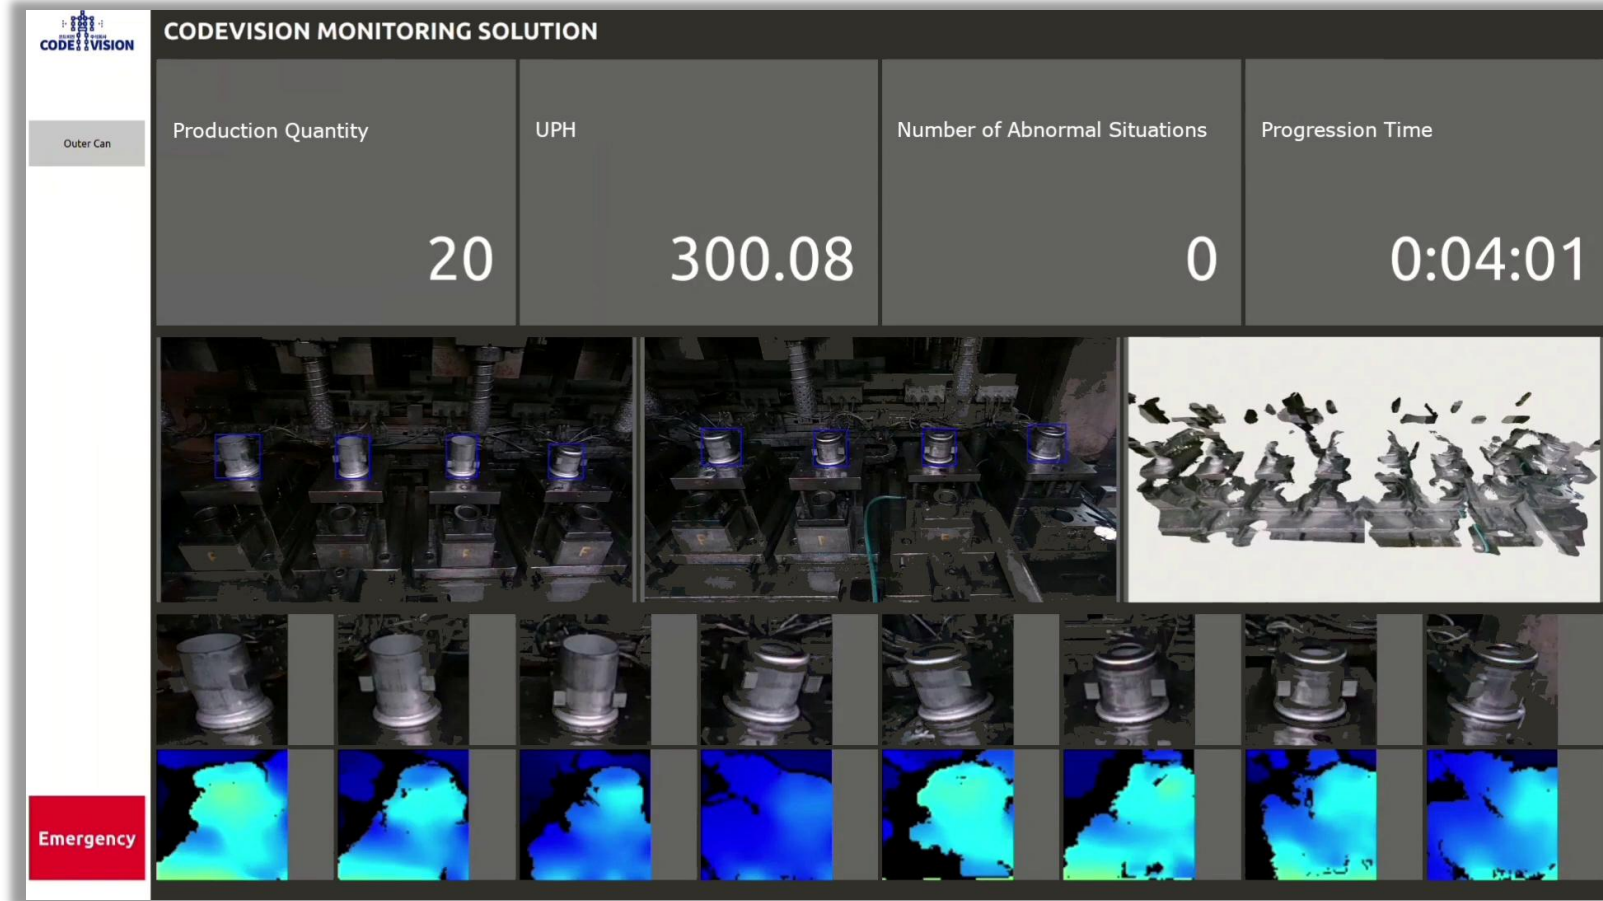 CODE VISION
CODEVISION MONITORING SOLUTION
Outer Can
Production Quantity
20
UPH
300.08
Number of Abnormal Situations
0
Progression Time
0:04:01
E
F
F
F
Emergency